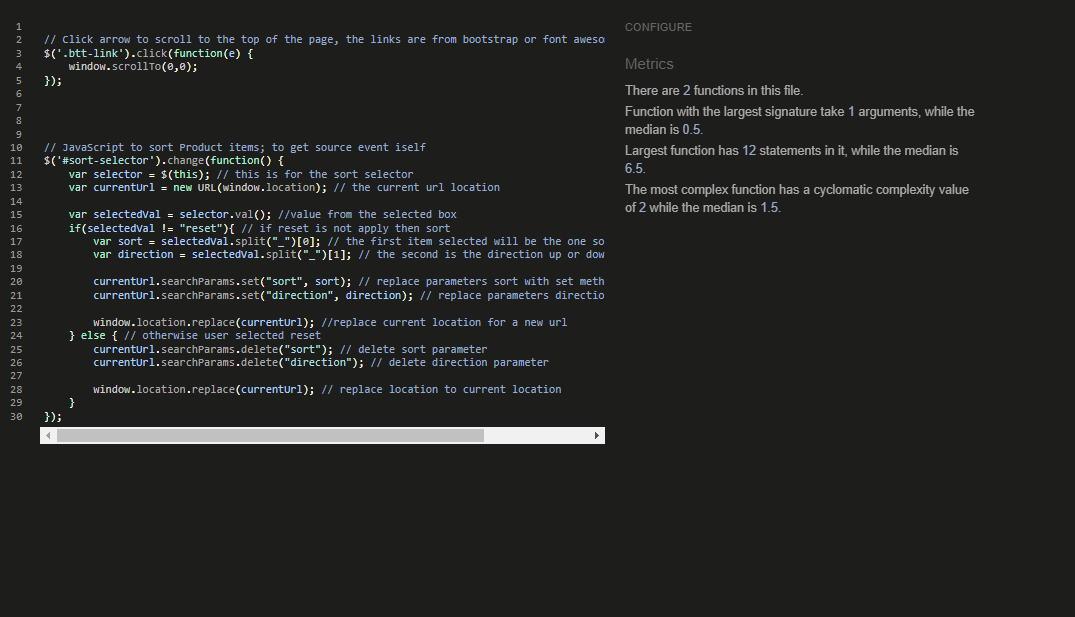 1
2 // Click arrow to scroll to the top of the page, the links are from bootstrap or font aweso
3 $('.btt-link').click(function(e) {
4 window.scrollTo(0,0);
5 });
6
7
8
9
10 // JavaScript to sort Product items; to get source event iself
11 $('#sort-selector').change(function() {
12 var selector = $(this); // this is for the sort selector
13 var currentUrl = new URL(window.location); // the current url location
14
15 var selectedVal = selector.val(); //value from the selected box
16 if(selectedVal != "reset"){ // if reset is not apply then sort
17 var sort = selectedVal.split("_")[0]; // the first item selected will be the one so
18 var direction = selectedVal.split("_")[1]; // the second is the direction up or dow
19
20 currentUrl.searchParams.set("sort", sort); // replace parameters sort with set meth
21 currentUrl.searchParams.set("direction", direction); // replace parameters directio
22
23 window.location.replace(currentUrl); //replace current location for a new url
24 } else { // otherwise user selected reset
25 currentUrl.searchParams.delete("sort"); // delete sort parameter
26 currentUrl.searchParams.delete("direction"); // delete direction parameter
27
28 window.location.replace(currentUrl); // replace location to current location
29 }
30 });
CONFIGURE
Metrics
There are 2 functions in this file.
Function with the largest signature take 1 arguments, while the
median is 0.5.
Largest function has 12 statements in it, while the median is
6.5.
The most complex function has a cyclomatic complexity value
of 2 while the median is 1.5.